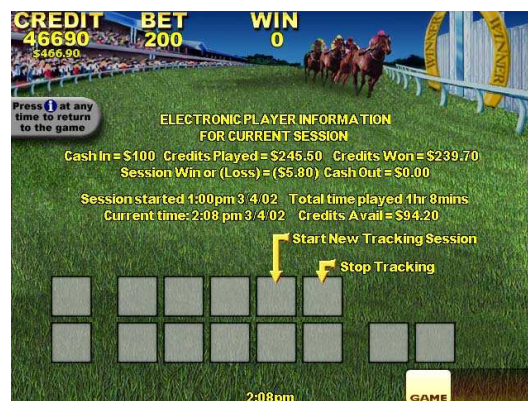 CREDIT BET WIN
46690 200 0
$466.90
WINNER WINNER
Press i at any
time to return
to the game
ELECTRONIC PLAYER INFORMATION
FOR CURRENT SESSION
Cash In = $100 Credits Played = $245.50 Credits Won = $239.70
Session Win or (Loss) = ($5.80) Cash Out = $0.00
Session started 1:00pm 3/4/02 Total time played 1hr 8mins
Current time: 2:08 pm 3/4/02 Credits Avail = $94.20
Start New Tracking Session
Stop Tracking
2:08pm
GAME